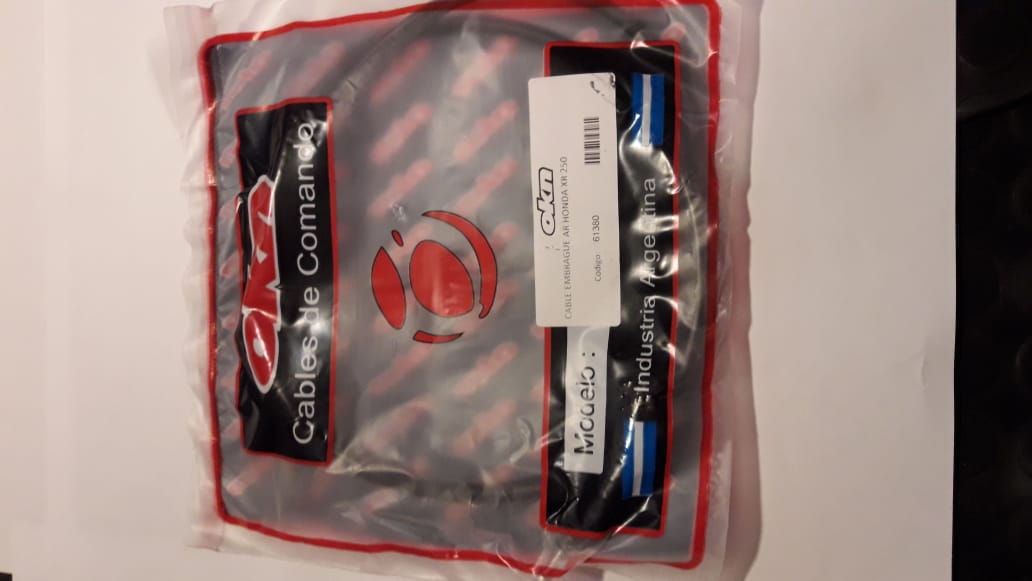 okn
Cables de Comando
okn
CABLE EMBRAGUE AR HONDA XR 250
Codigo 61380
Modelo :
Industria Argentina